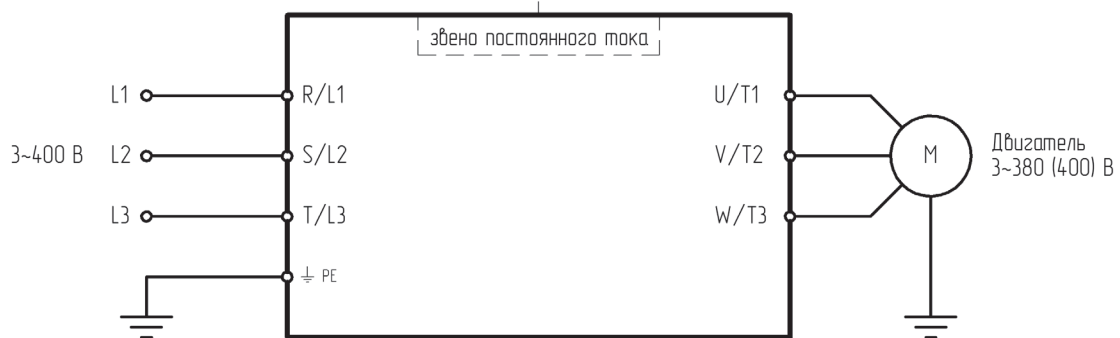 звено постоянного тока
L1 R/L1 U/T1
3~400 В L2 S/L2 V/T2 M Двигатель
3~380 (400) В
L3 T/L3 W/T3
PE